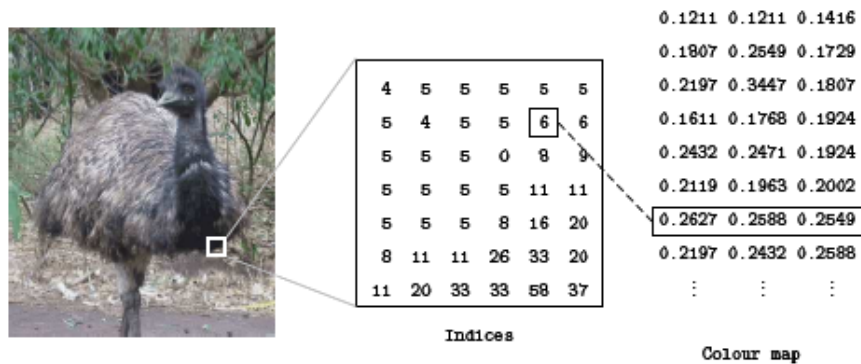 4 5 5 5 5 5
5 4 5 5 6 6
5 5 5 0 8 9
5 5 5 5 11 11
5 5 5 8 16 20
8 11 11 26 33 20
11 20 33 33 58 37
Indices
0.1211 0.1211 0.1416
0.1807 0.2549 0.1729
0.2197 0.3447 0.1807
0.1611 0.1768 0.1924
0.2432 0.2471 0.1924
0.2119 0.1963 0.2002
0.2627 0.2588 0.2549
0.2197 0.2432 0.2588
⋮ ⋮ ⋮
Colour map